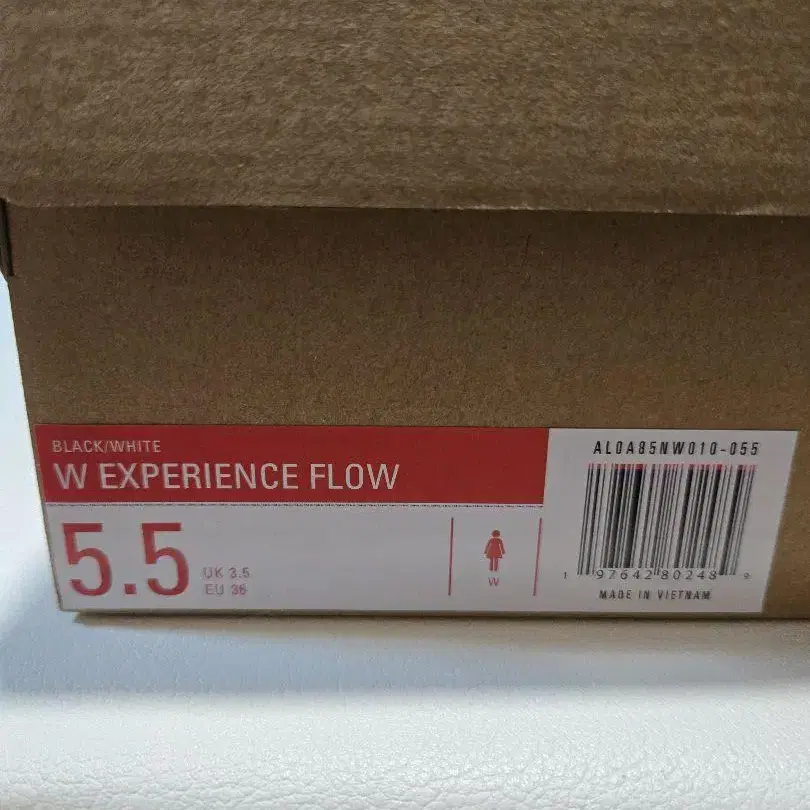 BLACK/WHITE
W EXPERIENCE FLOW
5.5
UK 3.5
EU 36
W
AL0A85NW010-055
1 97642 80248 9
MADE IN VIETNAM